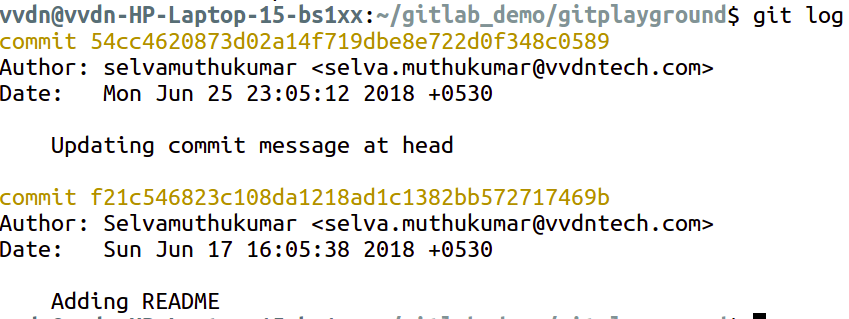 vvdn@vvdn-HP-Laptop-15-bs1xx:~/gitlab_demo/gitplayground$ git log
commit 54cc4620873d02a14f719dbe8e722d0f348c0589
Author: selvamuthukumar <selva.muthukumar@vvdntech.com>
Date:   Mon Jun 25 23:05:12 2018 +0530
    Updating commit message at head
commit f21c546823c108da1218ad1c1382bb572717469b
Author: Selvamuthukumar <selva.muthukumar@vvdntech.com>
Date:   Sun Jun 17 16:05:38 2018 +0530
    Adding README